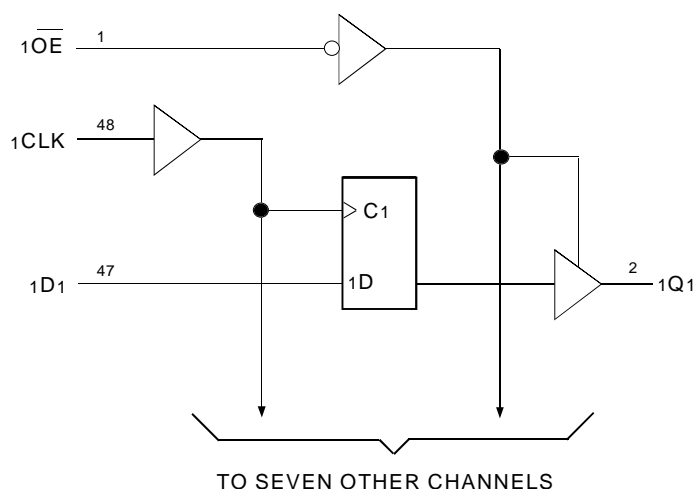 1OE 1
1CLK 48
C1
1D1 47 1D 2 1Q1
TO SEVEN OTHER CHANNELS